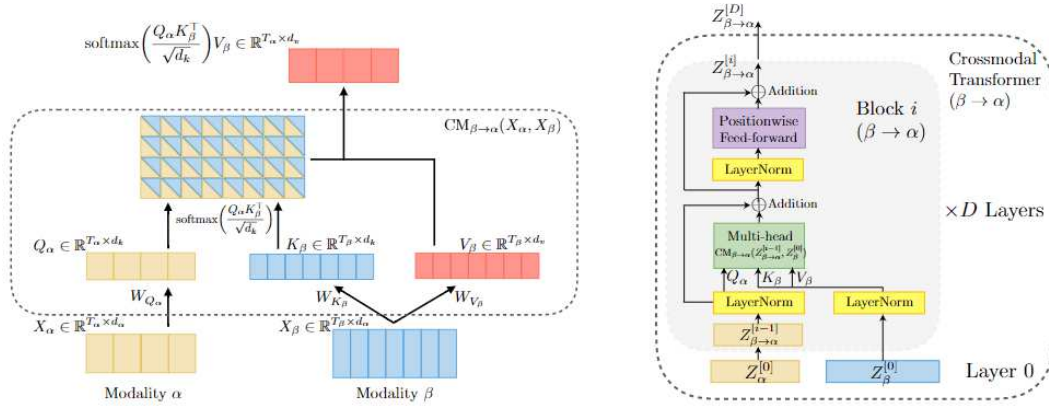 softmax(Q_α K_β^⊤ / √d_k) V_β ∈ ℝ^{T_α×d_v}
CM_{β→α}(X_α, X_β)
softmax(Q_α K_β^⊤ / √d_k)
Q_α ∈ ℝ^{T_α×d_k}
K_β ∈ ℝ^{T_β×d_k}
V_β ∈ ℝ^{T_β×d_v}
W_{Q_α}
W_{K_β}
W_{V_β}
X_α ∈ ℝ^{T_α×d_α}
X_β ∈ ℝ^{T_β×d_α}
Modality α
Modality β
Z_{β→α}^{[D]}
Z_{β→α}^{[i]}
Crossmodal
Transformer
(β → α)
Addition
Block i
(β → α)
Positionwise
Feed-forward
LayerNorm
Addition
×D Layers
Multi-head
CM_{β→α}(Z_{β→α}^{[i−1]}, Z_β^{[0]})
Q_α K_β V_β
LayerNorm
LayerNorm
Z_{β→α}^{[i−1]}
Z_α^{[0]}
Z_β^{[0]}
Layer 0